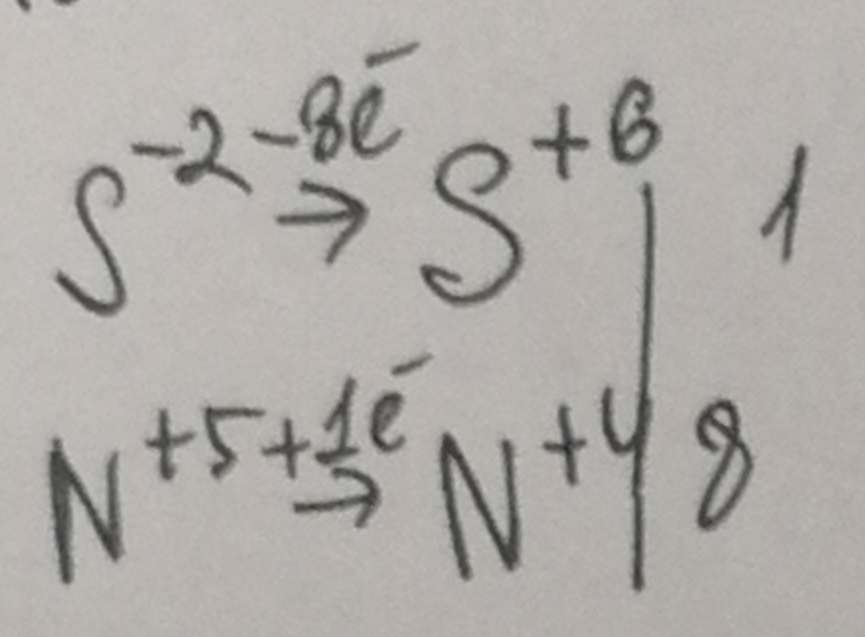 S⁻² -8ē → S⁺⁶ | 1
N⁺⁵ +1ē → N⁺⁴ | 8